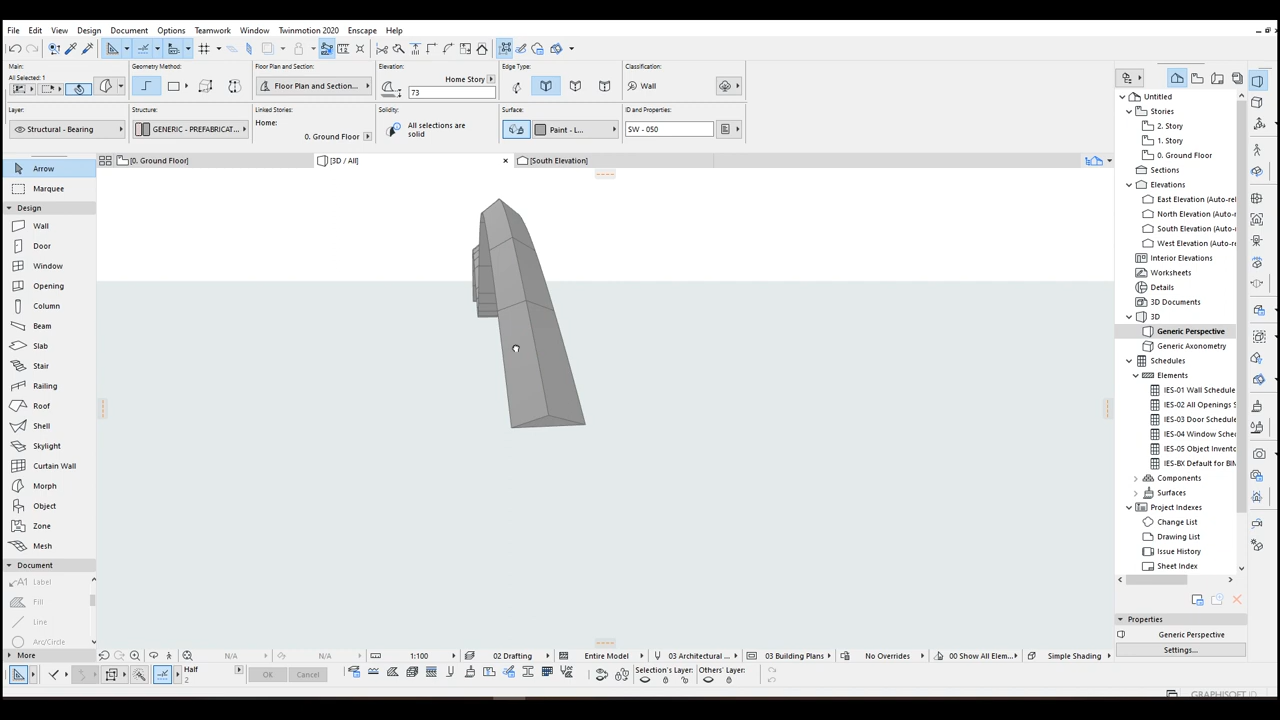 File Edit View Design Document Options Teamwork Window Twinmotion 2020 Enscape Help
Main: Geometry Method: Floor Plan and Section: Elevation: Edge Type: Classification:
All Selected: 1 Floor Plan and Section... Home Story Wall
73
Layer: Structure: Linked Stories: Solidity: Surface: ID and Properties:
Structural - Bearing GENERIC - PREFABRICAT... Home: 0. Ground Floor All selections are solid Paint - L... SW - 050
[0. Ground Floor] [3D / All] [South Elevation]
Arrow
Marquee
Design
Wall
Door
Window
Opening
Column
Beam
Slab
Stair
Railing
Roof
Shell
Skylight
Curtain Wall
Morph
Object
Zone
Mesh
Document
Label
Fill
Line
Arc/Circle
More
Untitled
Stories
2. Story
1. Story
0. Ground Floor
Sections
Elevations
East Elevation (Auto-re
North Elevation (Auto-r
South Elevation (Auto-r
West Elevation (Auto-r
Interior Elevations
Worksheets
Details
3D Documents
3D
Generic Perspective
Generic Axonometry
Schedules
Elements
IES-01 Wall Schedule
IES-02 All Openings S
IES-03 Door Schedule
IES-04 Window Sche
IES-05 Object Invent
IES-BX Default for BI
Components
Surfaces
Project Indexes
Change List
Drawing List
Issue History
Sheet Index
Properties
Generic Perspective
Settings...
N/A N/A 1:100 02 Drafting Entire Model 03 Architectural ... 03 Building Plans No Overrides 00 Show All Elem... Simple Shading
Half
2
OK Cancel Selection's Layer: Others' Layer:
GRAPHISOFT ID